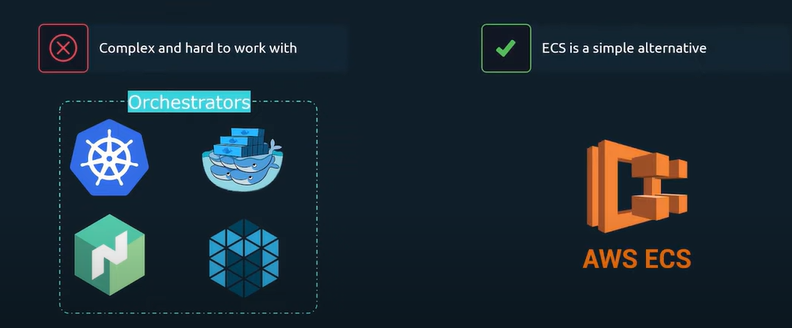 Complex and hard to work with
ECS is a simple alternative
Orchestrators
AWS ECS